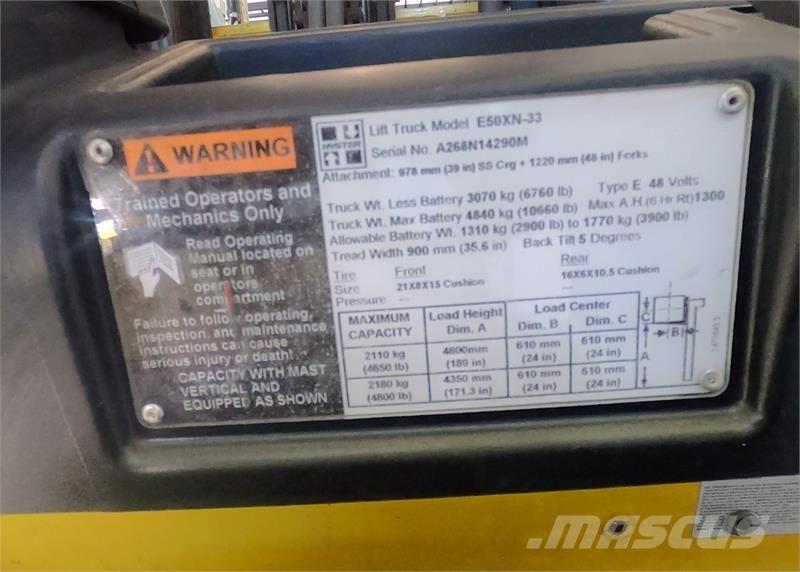 WARNING
Trained Operators and
Mechanics Only
Read Operating
Manual located on
seat or in
operators
compartment
Failure to follow operating,
inspection, and maintenance
instructions can cause
serious injury or death!
CAPACITY WITH MAST
VERTICAL AND
EQUIPPED AS SHOWN
HYSTER
Lift Truck Model E50XN-33
Serial No. A268N14290M
Attachment: 978 mm (39 in) SS Crg + 1220 mm (48 in) Forks
Truck Wt. Less Battery 3070 kg (6760 lb) Type E 48 Volts
Truck Wt. Max Battery 4840 kg (10660 lb) Max A.H.(6 Hr Rt)1300
Allowable Battery Wt. 1310 kg (2900 lb) to 1770 kg (3900 lb)
Tread Width 900 mm (35.6 in) Back Tilt 5 Degrees
Tire Front Rear
Size 21X8X15 Cushion 16X6X10.5 Cushion
Pressure --- ---
MAXIMUM CAPACITY Load Height Dim. A Load Center Dim. B Dim. C
2110 kg (4650 lb) 4800mm (189 in) 610 mm (24 in) 610 mm (24 in)
2180 kg (4800 lb) 4350 mm (171.3 in) 610 mm (24 in) 610 mm (24 in)
C
B
A
mascus